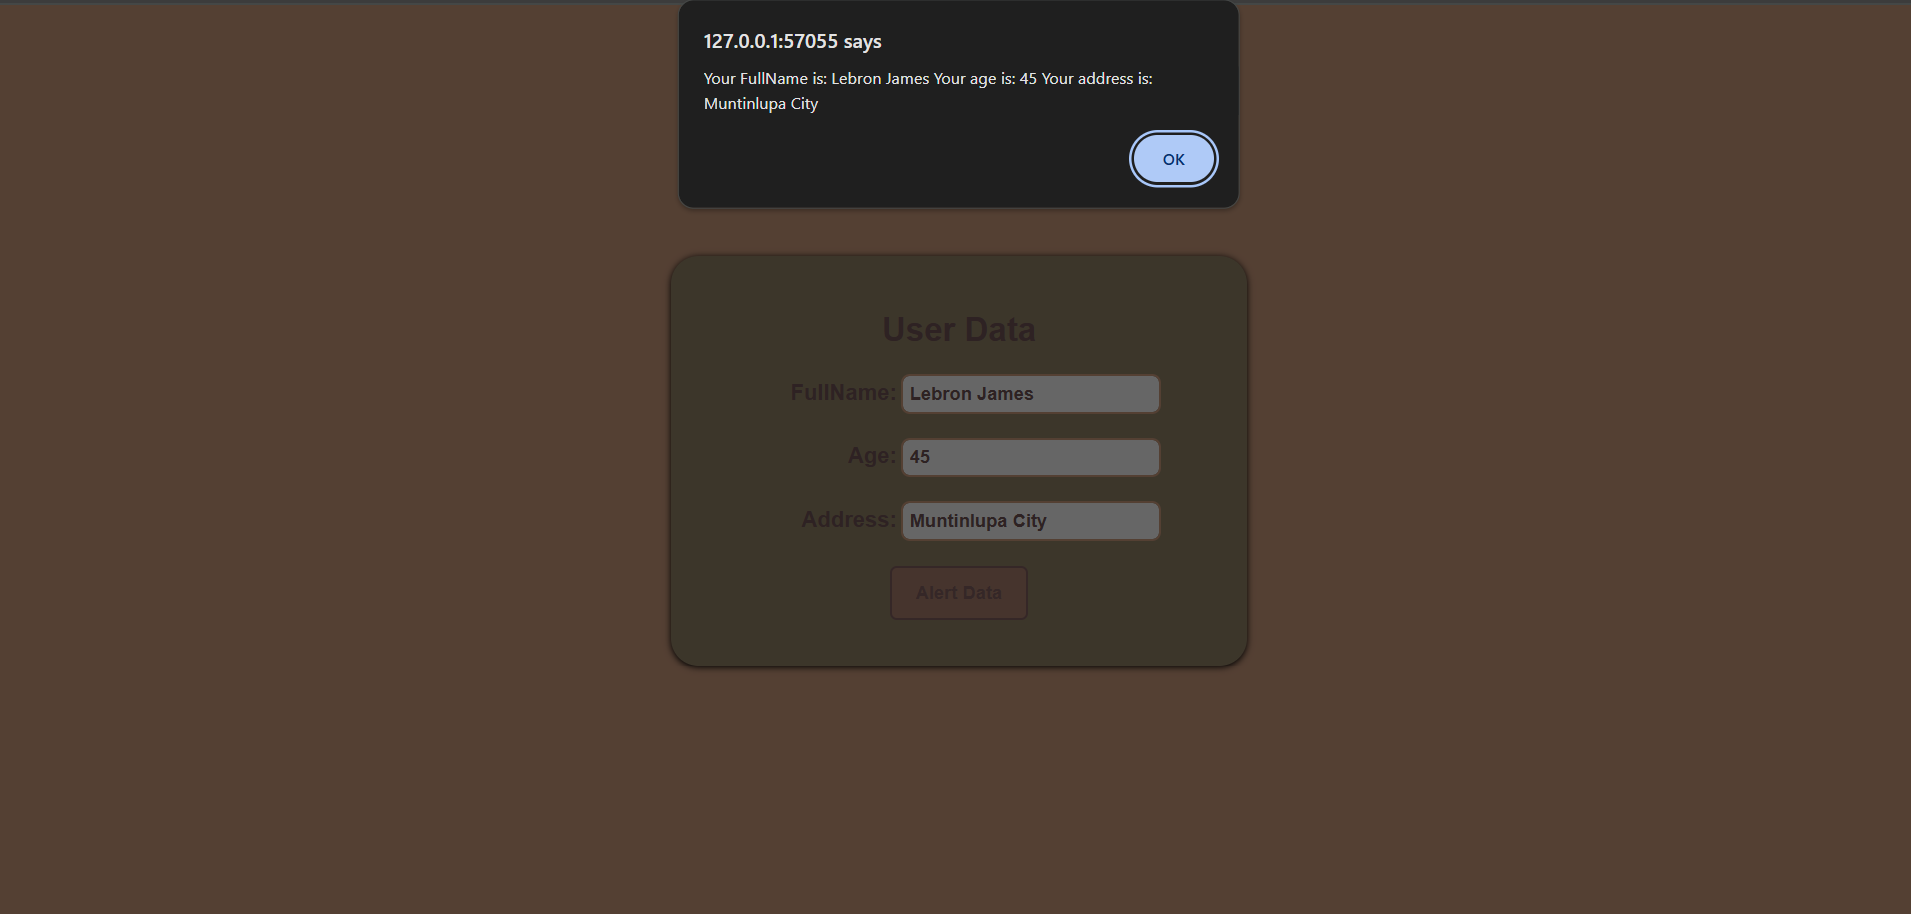 127.0.0.1:57055 says
Your FullName is: Lebron James Your age is: 45 Your address is:
Muntinlupa City
OK
User Data
FullName: Lebron James
Age: 45
Address: Muntinlupa City
Alert Data